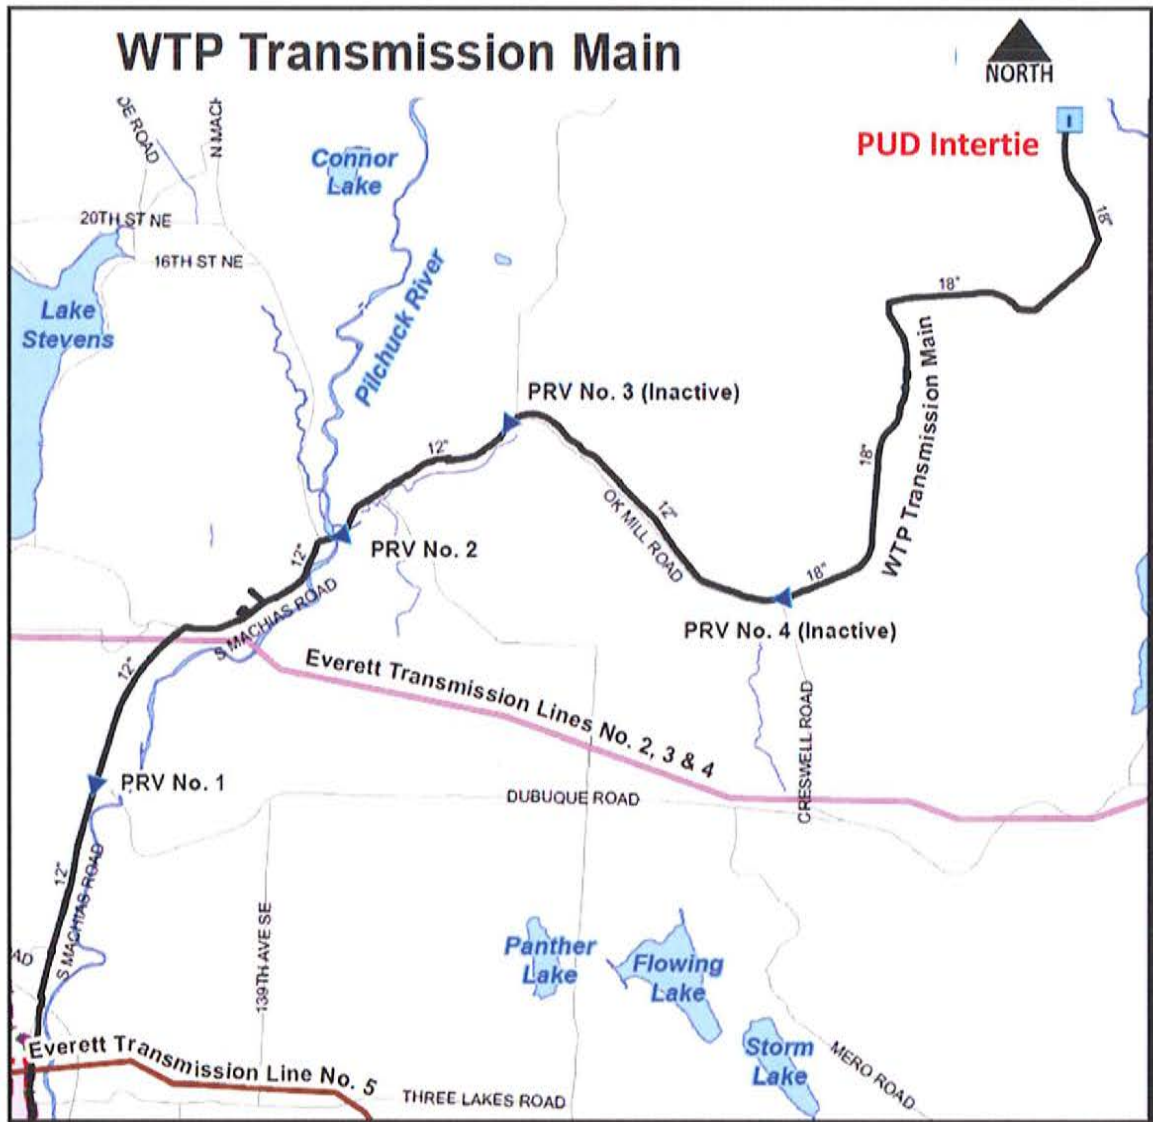 WTP Transmission Main
NORTH
I
PUD Intertie
DE ROAD
N MACH
Connor
Lake
18"
20TH ST NE
16TH ST NE
18"
Lake
Stevens
Pilchuck River
WTP Transmission Main
PRV No. 3 (Inactive)
12"
18"
12"
OK MILL ROAD
PRV No. 2
12"
18"
S MACHIAS ROAD
PRV No. 4 (Inactive)
12"
Everett Transmission Lines No. 2, 3 & 4
CRESWELL ROAD
PRV No. 1
DUBUQUE ROAD
12"
S MACHIAS ROAD
AD
139TH AVE SE
Panther
Lake
Flowing
Lake
Everett Transmission Line No. 5
Storm
Lake
MERO ROAD
THREE LAKES ROAD